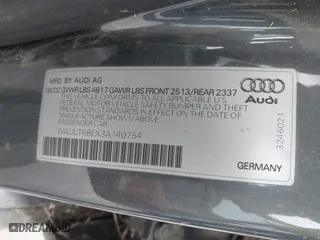 MFD. BY AUDI AG
08/02 GVWR LBS 4817 GAWR LBS FRONT 2513/REAR 2337
THIS VEHICLE CONFORMS TO ALL APPLICABLE U.S.
FEDERAL MOTOR VEHICLE SAFETY BUMPER AND THEFT
PREVENTION STANDARDS IN EFFECT ON THE DATE OF
MANUFACTURE SHOWN ABOVE
PASSENGER CAR
WAULT68EX3A140754
GERMANY
Audi
3246021